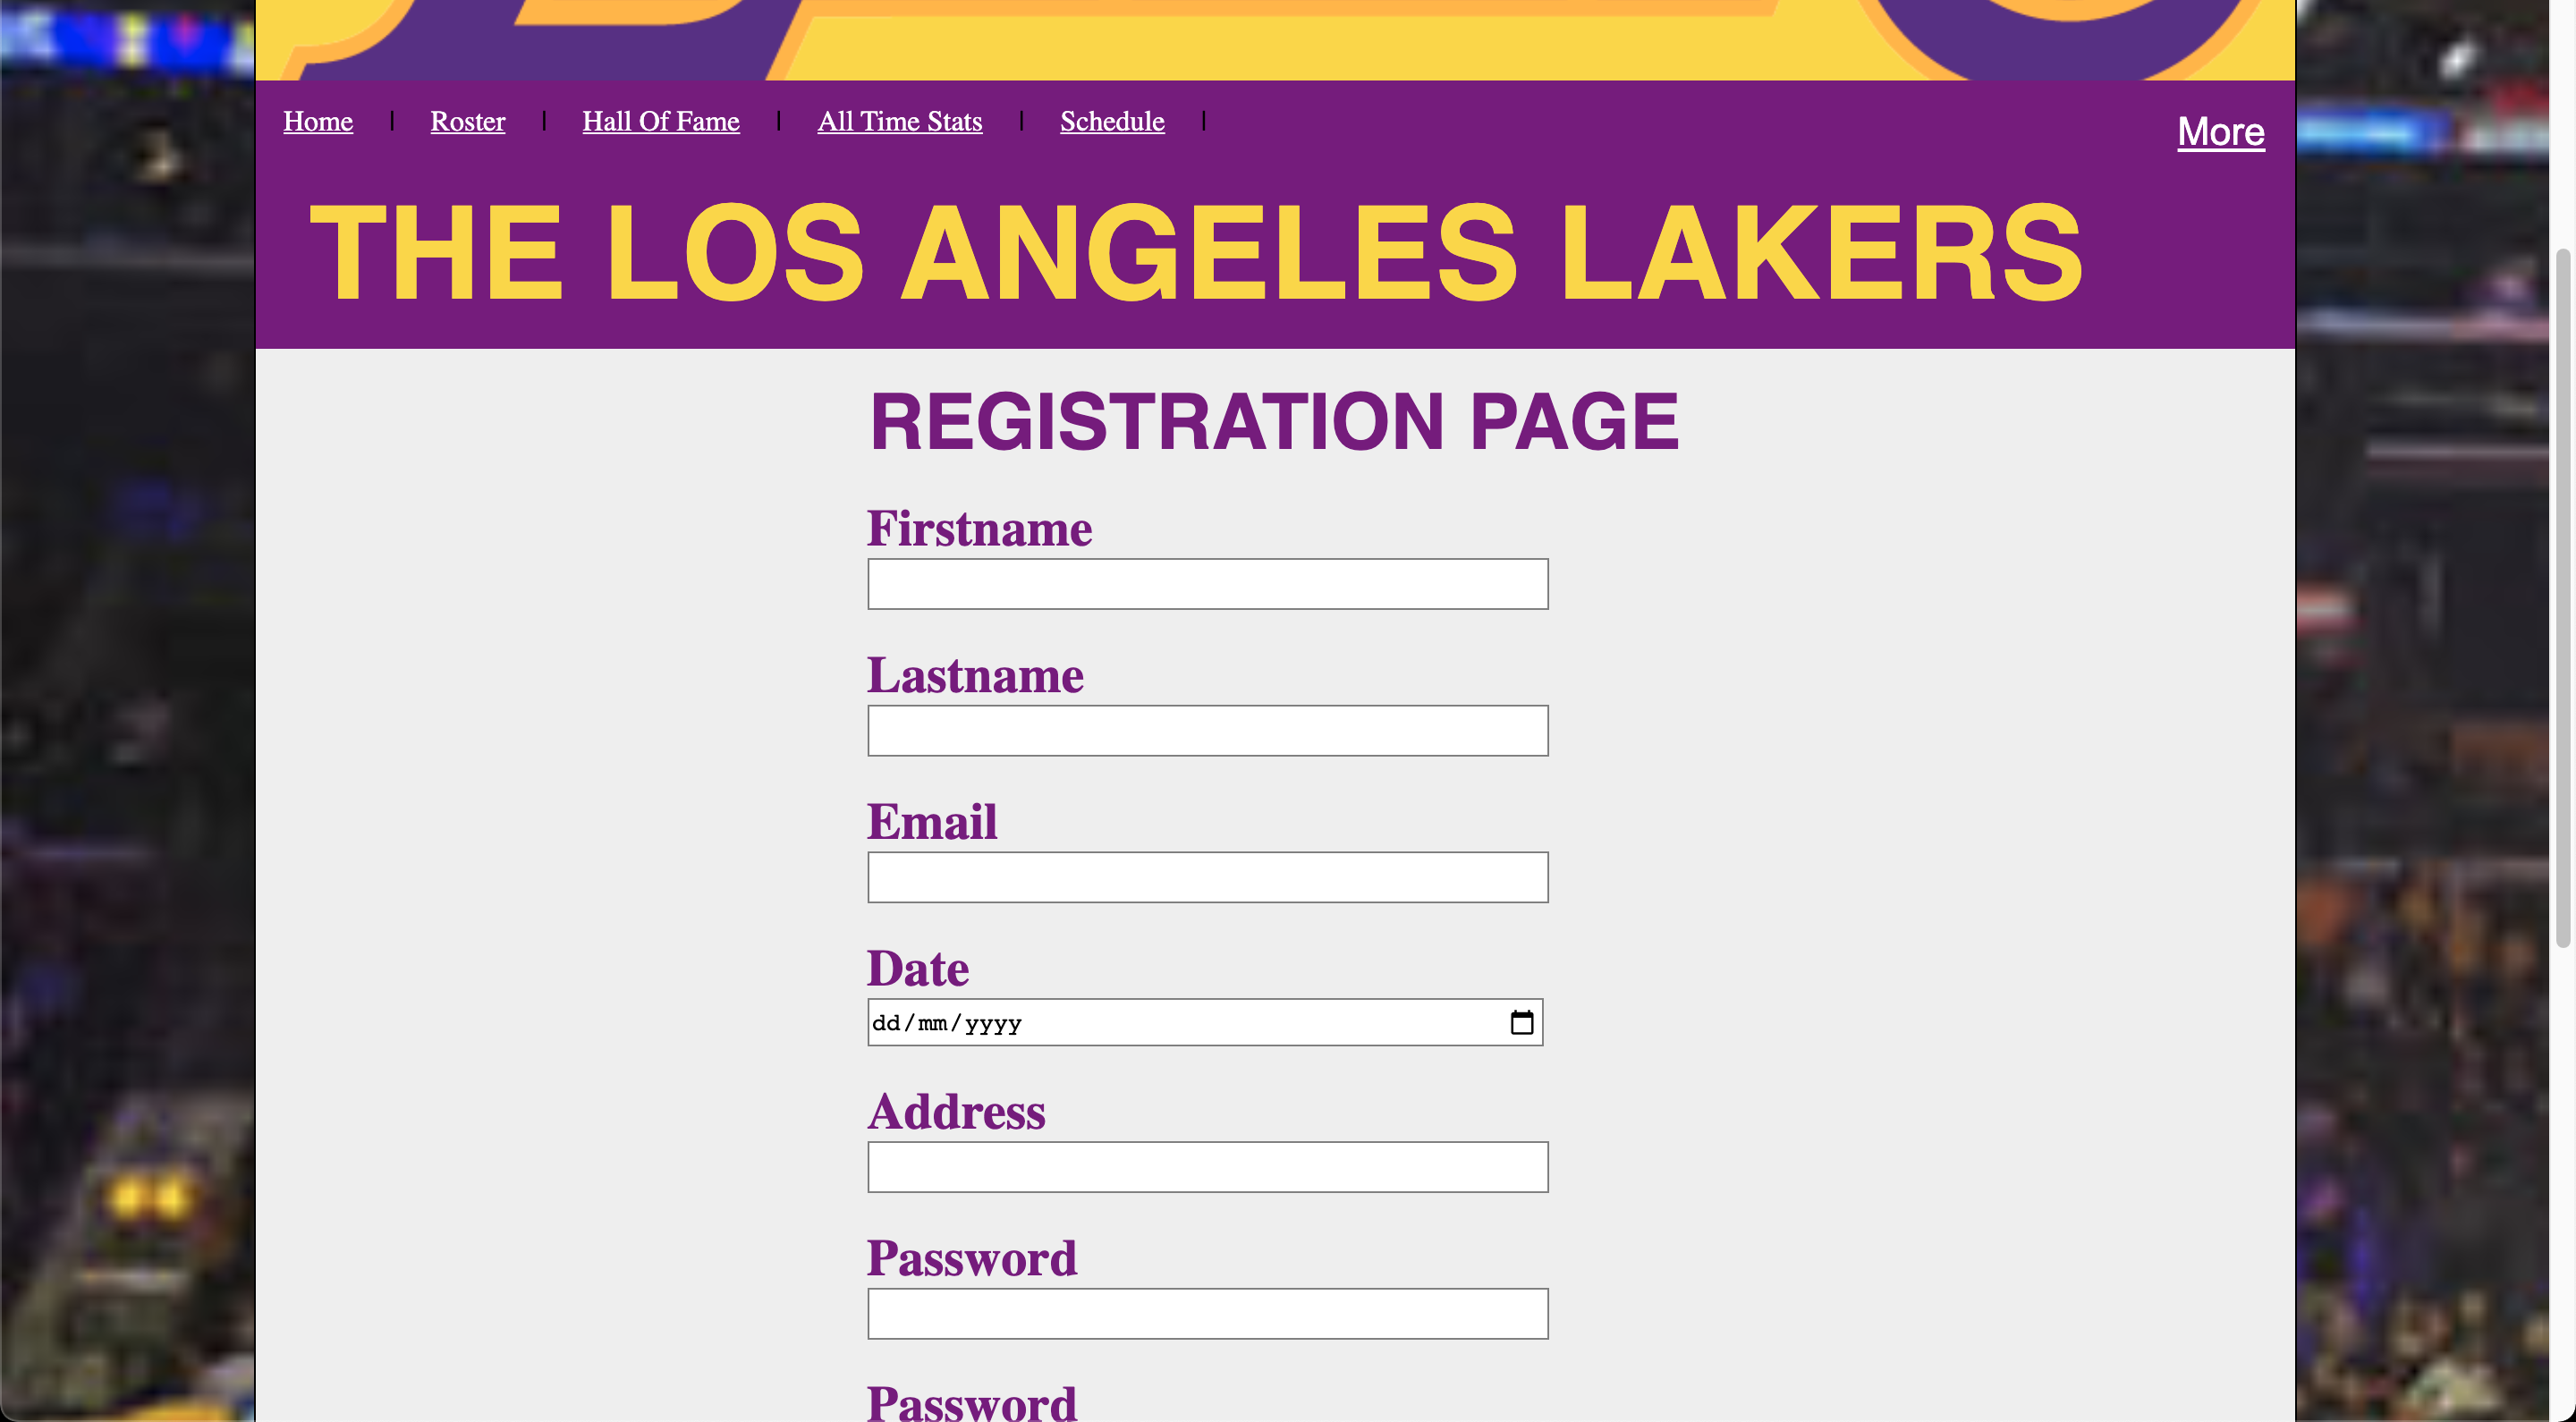 Home | Roster | Hall Of Fame | All Time Stats | Schedule | More
THE LOS ANGELES LAKERS
REGISTRATION PAGE
Firstname
Lastname
Email
Date
dd/mm/yyyy
Address
Password
Password